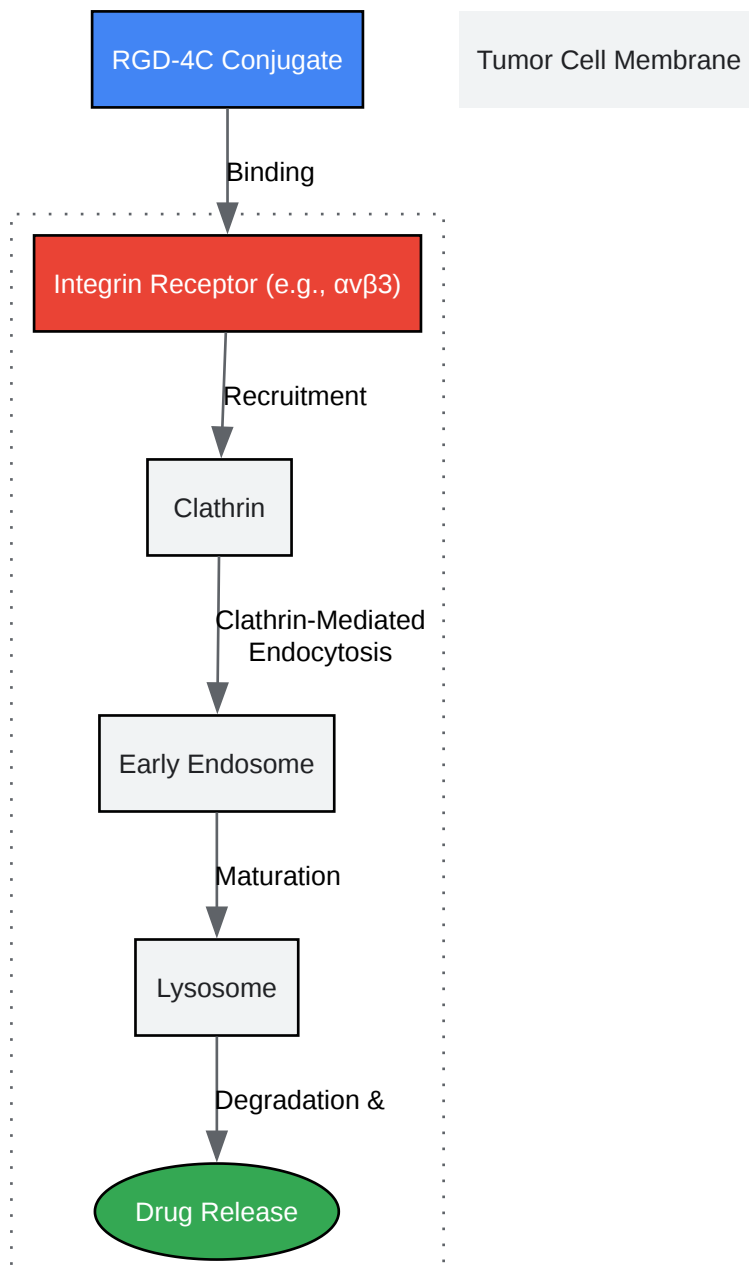 RGD-4C Conjugate
Tumor Cell Membrane
Binding
Integrin Receptor (e.g., αvβ3)
Recruitment
Clathrin
Clathrin-Mediated
Endocytosis
Early Endosome
Maturation
Lysosome
Degradation &
Drug Release